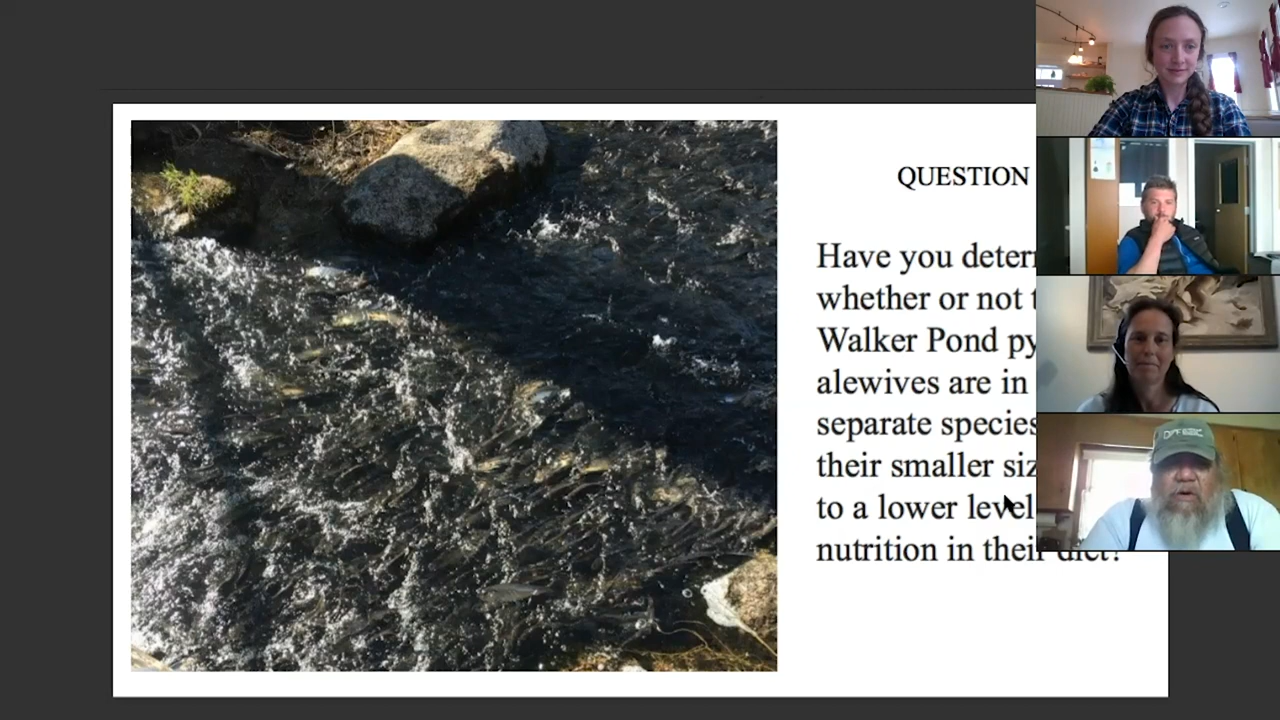 QUESTION
Have you deter
whether or not
Walker Pond py
alewives are in
separate species
their smaller siz
to a lower level
nutrition in their diet?